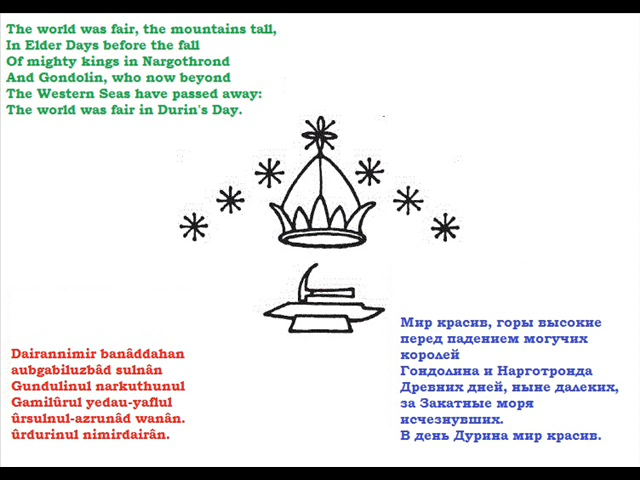 The world was fair, the mountains tall,
In Elder Days before the fall
Of mighty kings in Nargothrond
And Gondolin, who now beyond
The Western Seas have passed away:
The world was fair in Durin's Day.
Dairannimir banâddahan
aubgabiluzbâd sulnân
Gundulinul narkuthunul
Gamilûrul yedau-yaflul
ûrsulnul-azrunâd wanân.
ûrdurinul nimirdairân.
Мир красив, горы высокие
перед падением могучих
королей
Гондолина и Нарготронда
Древних дней, ныне далеких,
за Закатные моря
исчезнувших.
В день Дурина мир красив.